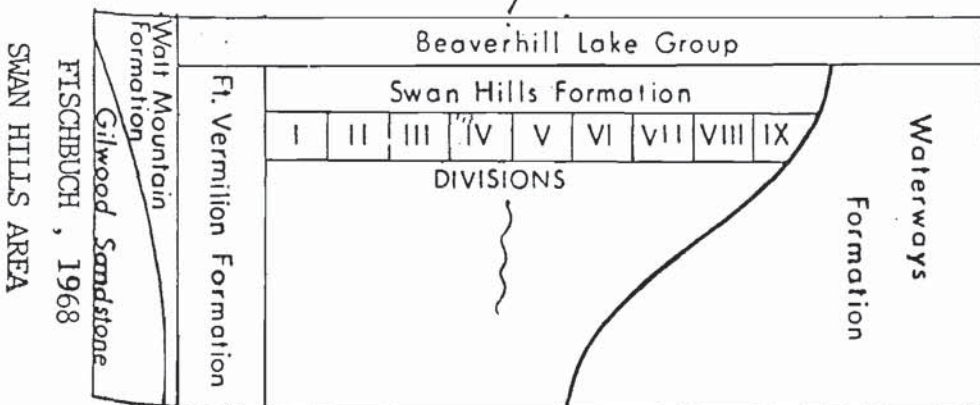 SWAN HILLS AREA
FISCHBUCH , 1968
Gilwood Sandstone
Watt Mountain
Formation
Ft. Vermilion Formation
Beaverhill Lake Group
Swan Hills Formation
I II III IV V VI VII VIII IX
DIVISIONS
Waterways
Formation